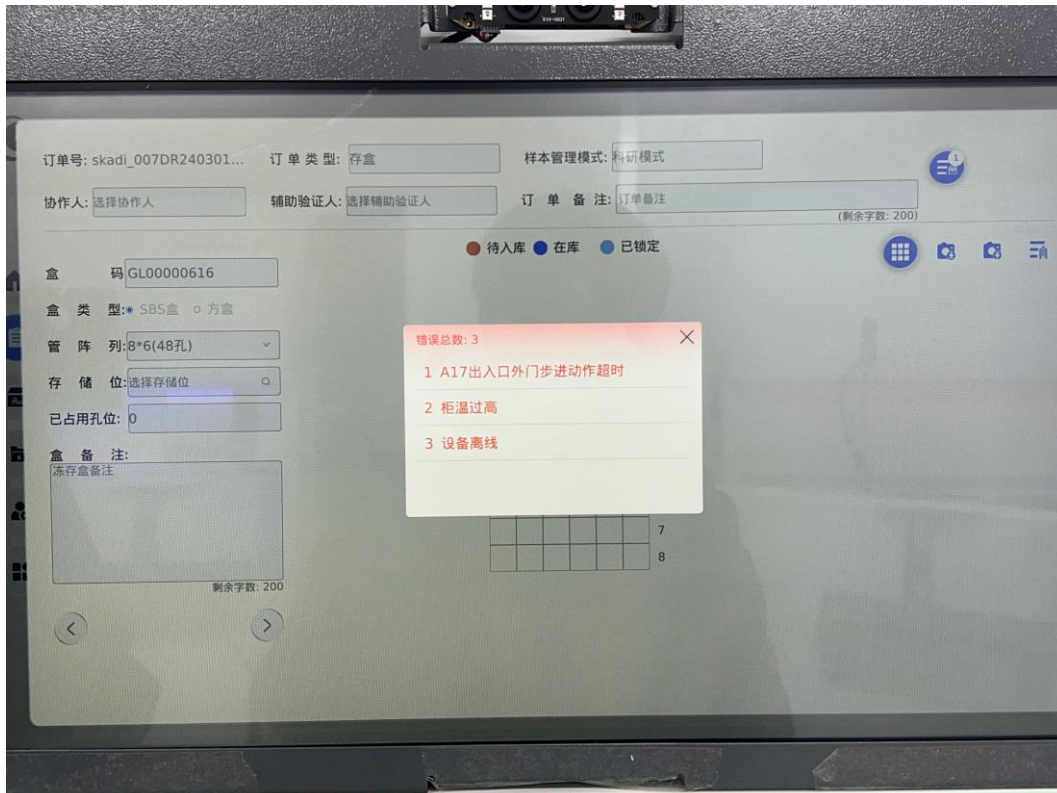 订单号: skadi_007DR240301... 订 单 类 型: 存盒 样本管理模式: 科研模式 1
协作人: 选择协作人 辅助验证人: 选择辅助验证人 订 单 备 注: 订单备注
(剩余字数: 200)
待入库 在库 已锁定
盒 码 GL00000616
盒 类 型: SBS盒 方盒
管 阵 列: 8*6(48孔)
存 储 位: 选择存储位
已占用孔位: 0
盒 备 注:
冻存盒备注
剩余字数: 200
错误总数: 3
1 A17出入口外门步进动作超时
2 柜温过高
3 设备离线
7
8